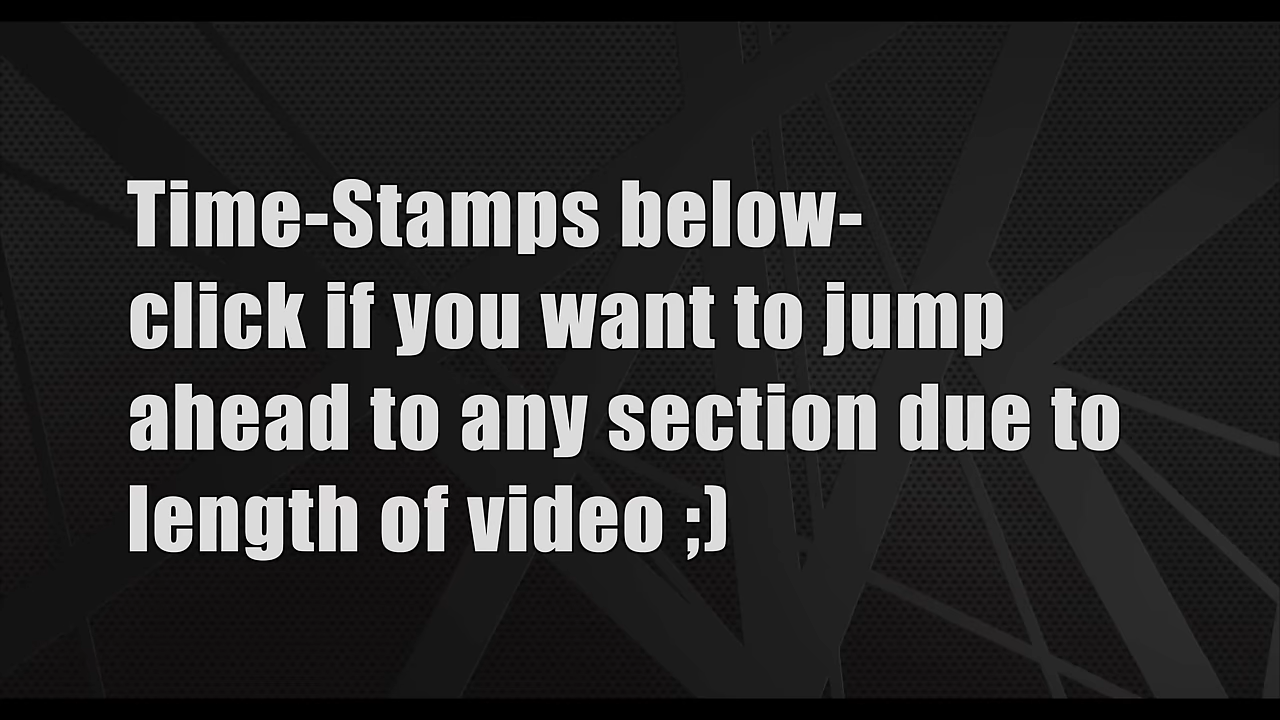 Time-Stamps below-
click if you want to jump
ahead to any section due to
length of video ;)